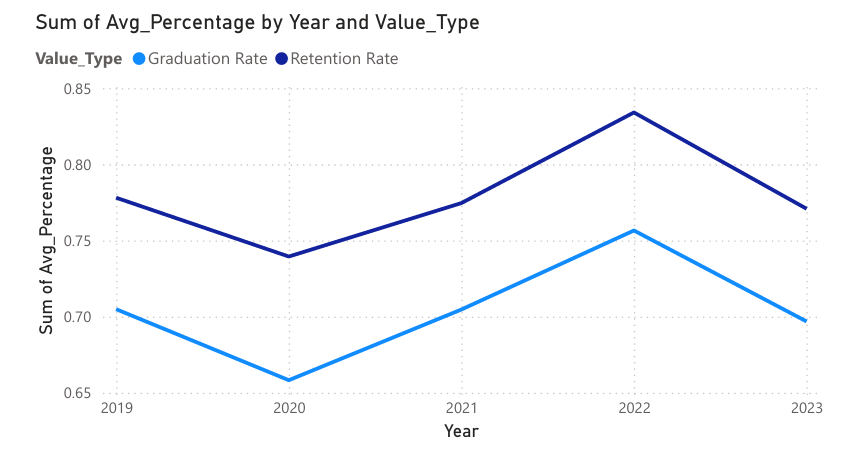 Sum of Avg_Percentage by Year and Value_Type
Value_Type Graduation Rate Retention Rate
Sum of Avg_Percentage
0.85
0.80
0.75
0.70
0.65
2019 2020 2021 2022 2023
Year